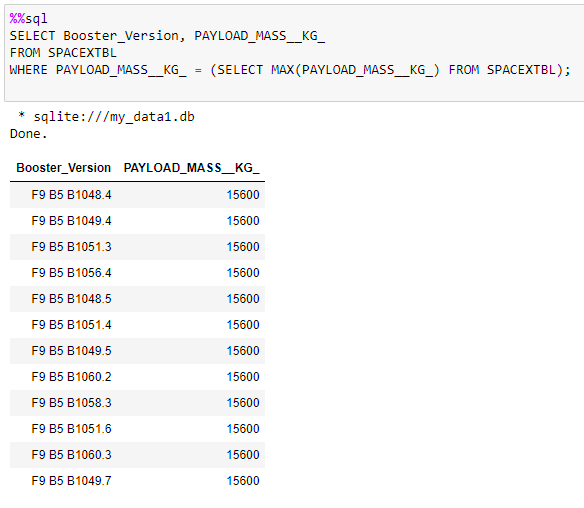 %%sql
SELECT Booster_Version, PAYLOAD_MASS__KG_
FROM SPACEXTBL
WHERE PAYLOAD_MASS__KG_ = (SELECT MAX(PAYLOAD_MASS__KG_) FROM SPACEXTBL);
* sqlite:///my_data1.db
Done.
Booster_Version PAYLOAD_MASS__KG_
F9 B5 B1048.4 15600
F9 B5 B1049.4 15600
F9 B5 B1051.3 15600
F9 B5 B1056.4 15600
F9 B5 B1048.5 15600
F9 B5 B1051.4 15600
F9 B5 B1049.5 15600
F9 B5 B1060.2 15600
F9 B5 B1058.3 15600
F9 B5 B1051.6 15600
F9 B5 B1060.3 15600
F9 B5 B1049.7 15600